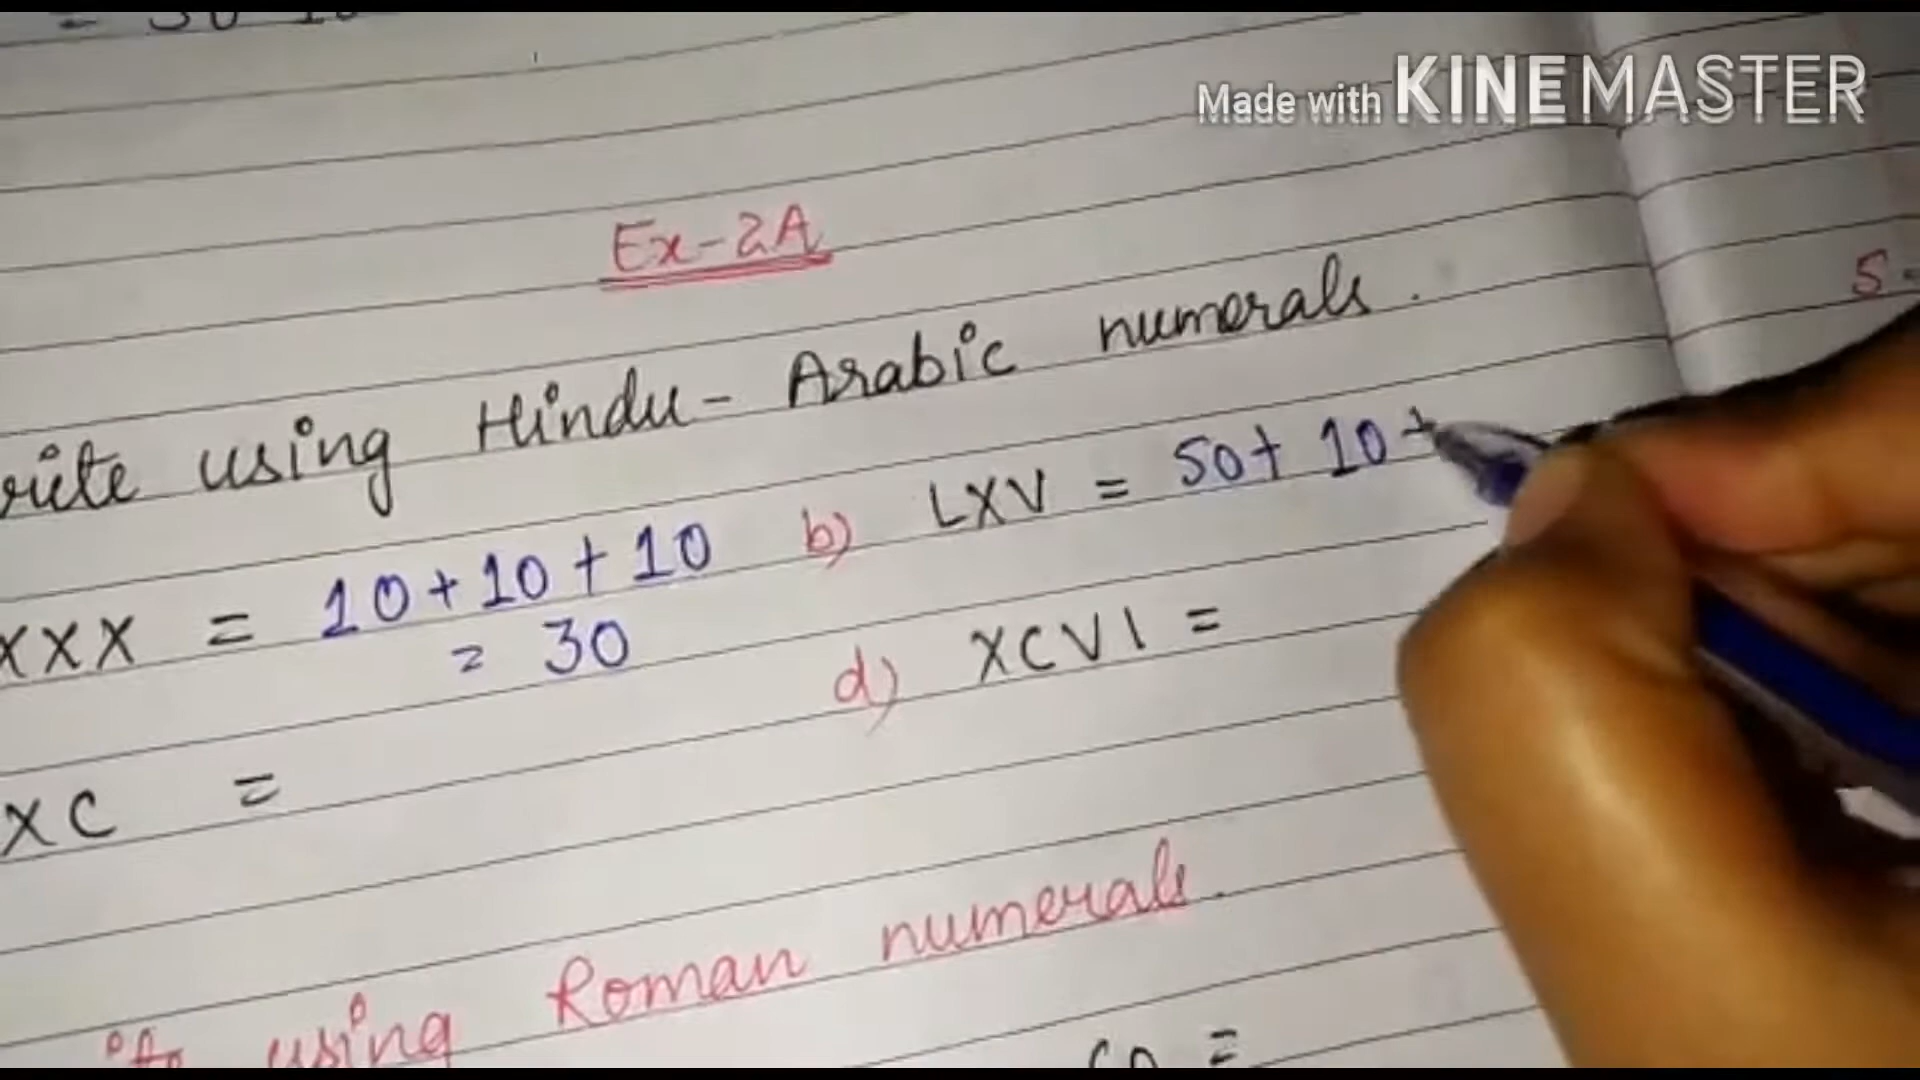 Made with KINEMASTER
Ex-2A
using Hindu-Arabic numerals.
5.
XXX = 10+10+10 b) LXV = 50+ 10+
= 30
d) XCVI =
XC =
using Roman numerals.
=